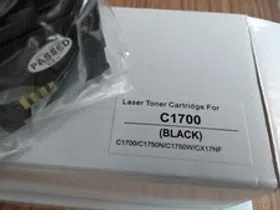 PASSED
Laser Toner Cartridge For
C1700
(BLACK)
C1700/C1750N/C1750W/CX17NF